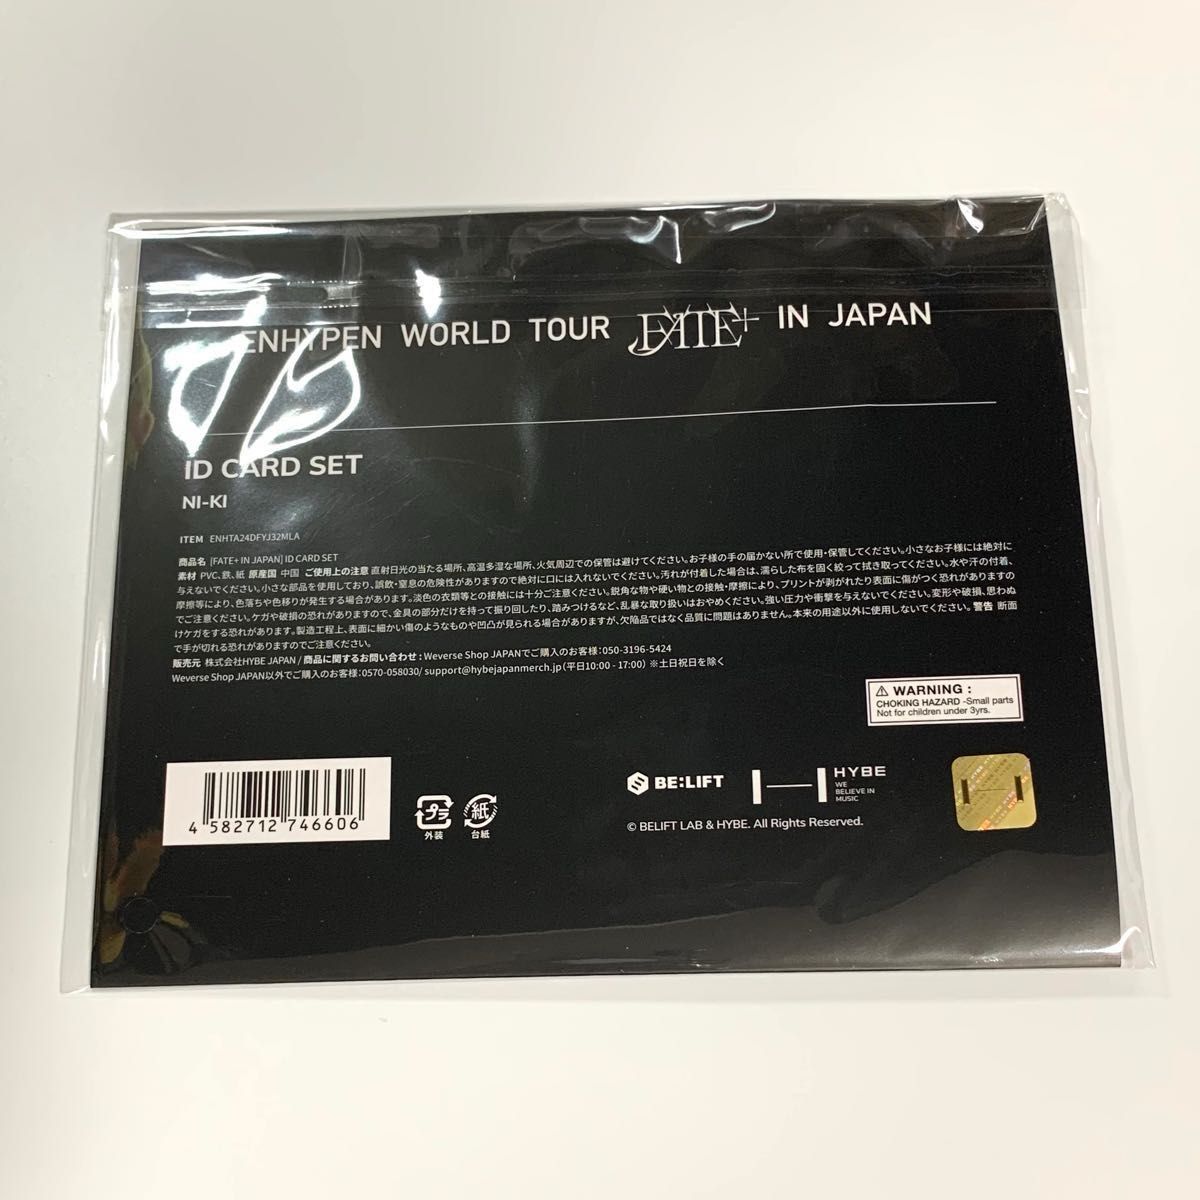 ENHYPEN WORLD TOUR FATE+ IN JAPAN
ID CARD SET
NI-KI
ITEM ENHTA24DFYJ32MLA
商品名 [FATE+ IN JAPAN] ID CARD SET
素材 PVC、鉄、紙 原産国 中国 ご使用上の注意 直射日光の当たる場所、高温多湿な場所、火気周辺での保管は避けてください。お子様の手の届かない所で使用・保管してください。小さなお子様には絶対に
与えないでください。小さな部品を使用しており、誤飲・窒息の危険性がありますので絶対に口には入れないでください。汚れが付着した場合は、濡らした布を固く絞って拭き取ってください。水や汗の付着、
摩擦等により、色落ちや色移りが発生する場合があります。淡色の衣類等との接触には十分ご注意ください。鋭角な物や硬い物との接触・摩擦により、プリントが剥がれたり表面に傷がつく恐れがありますの
でご注意ください。ケガや破損の恐れがありますので、金具の部分だけを持って振り回したり、踏みつけるなど、乱暴な取り扱いはおやめください。強い圧力や衝撃を与えないでください。変形や破損、思わぬ
けケガをする恐れがあります。製造工程上、表面に細かい傷のようなものや凹凸が見られる場合がありますが、欠陥品ではなく品質に問題はありません。本来の用途以外に使用しないでください。警告 断面
で手が切れる恐れがありますのでご注意ください。
販売元 株式会社HYBE JAPAN / 商品に関するお問い合わせ : Weverse Shop JAPANでご購入のお客様 : 050-3196-5424
Weverse Shop JAPAN以外でご購入のお客様 : 0570-058030/ support@hybejapanmerch.jp (平日10:00 - 17:00) ※土日祝日を除く
WARNING :
CHOKING HAZARD -Small parts
Not for children under 3yrs.
4 582712 746606
プラ
外装
紙
台紙
BE:LIFT
HYBE
WE
BELIEVE IN
MUSIC
© BELIFT LAB & HYBE. All Rights Reserved.